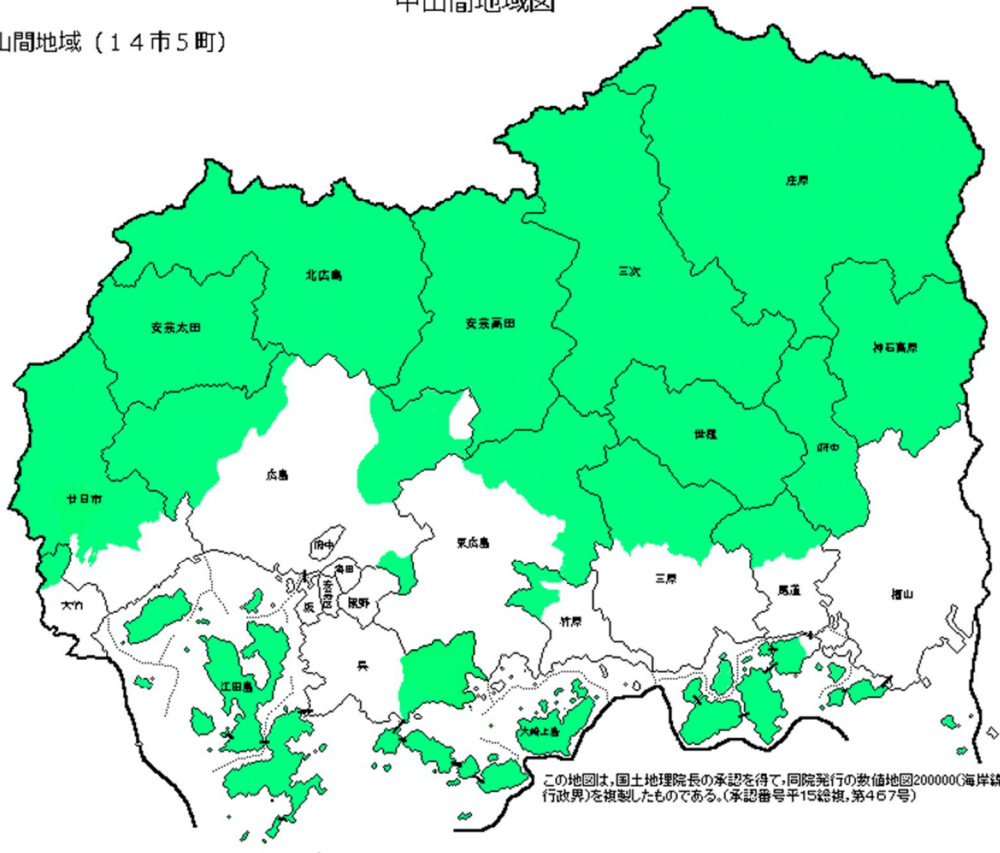 中山間地域図
山間地域（１４市５町）
庄原
三次
北広島
安芸高田
安芸太田
神石高原
世羅
府中
広島
廿日市
東広島
府中
海田
三原
安芸区
坂
熊野
尾道
福山
大竹
竹原
呉
江田島
大崎上島
この地図は，国土地理院長の承認を得て，同院発行の数値地図200000(海岸線
行政界)を複製したものである。(承認番号平15総複，第467号)